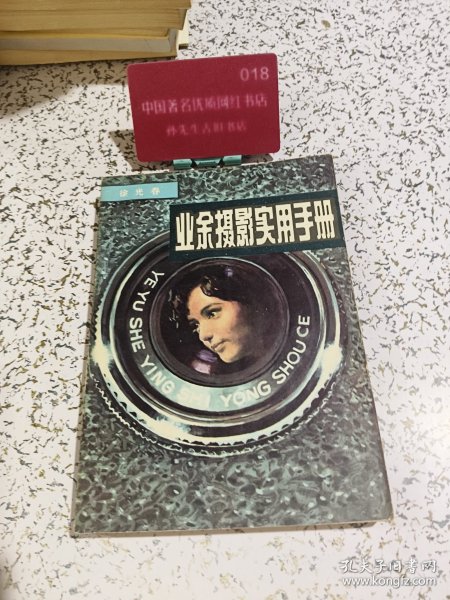 018
中国著名优质网红书店
孙先生古旧书店
徐光春
业余摄影实用手册
YE YU SHE YING SHI YONG SHOU CE
孔夫子旧书网
www.kongfz.com